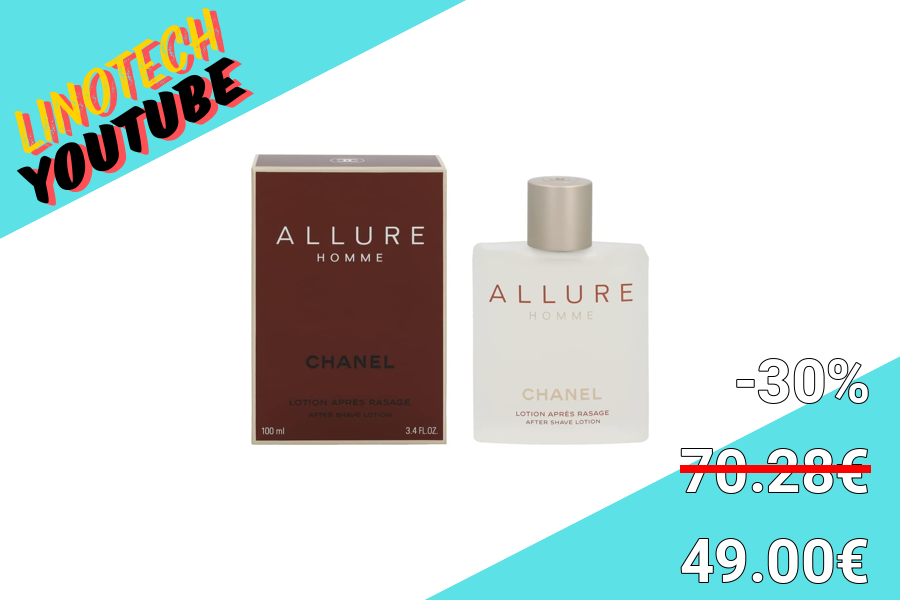 LINOTECH
YOUTUBE
ALLURE
HOMME
CHANEL
LOTION APRÈS RASAGE
AFTER SHAVE LOTION
100 ml
3.4 FL.OZ.
ALLURE
HOMME
CHANEL
LOTION APRÈS RASAGE
AFTER SHAVE LOTION
-30%
70.28€
49.00€